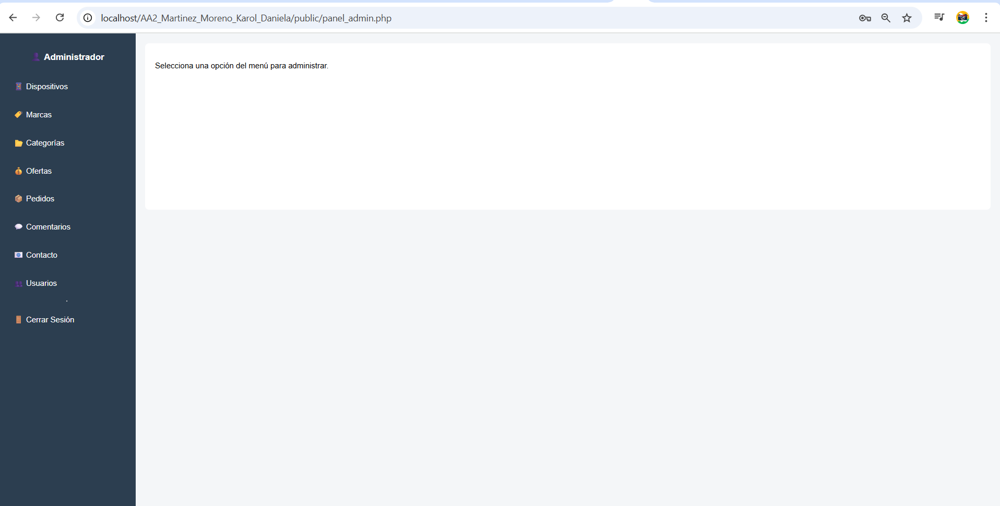 localhost/AA2_Martinez_Moreno_Karol_Daniela/public/panel_admin.php
Administrador
Dispositivos
Marcas
Categorías
Ofertas
Pedidos
Comentarios
Contacto
Usuarios
Cerrar Sesión
Selecciona una opción del menú para administrar.